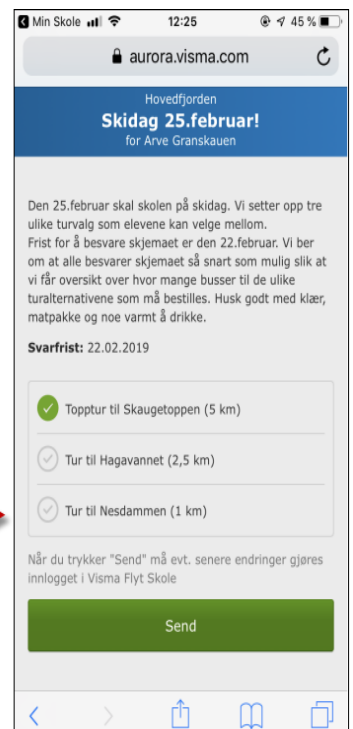 Min Skole
12:25
45 %
aurora.visma.com
Hovedfjorden
Skidag 25.februar!
for Arve Granskauen
Den 25.februar skal skolen på skidag. Vi setter opp tre
ulike turvalg som elevene kan velge mellom.
Frist for å besvare skjemaet er den 22.februar. Vi ber
om at alle besvarer skjemaet så snart som mulig slik at
vi får oversikt over hvor mange busser til de ulike
turalternativene som må bestilles. Husk godt med klær,
matpakke og noe varmt å drikke.
Svarfrist: 22.02.2019
Topptur til Skaugetoppen (5 km)
Tur til Hagavannet (2,5 km)
Tur til Nesdammen (1 km)
Når du trykker "Send" må evt. senere endringer gjøres
innlogget i Visma Flyt Skole
Send